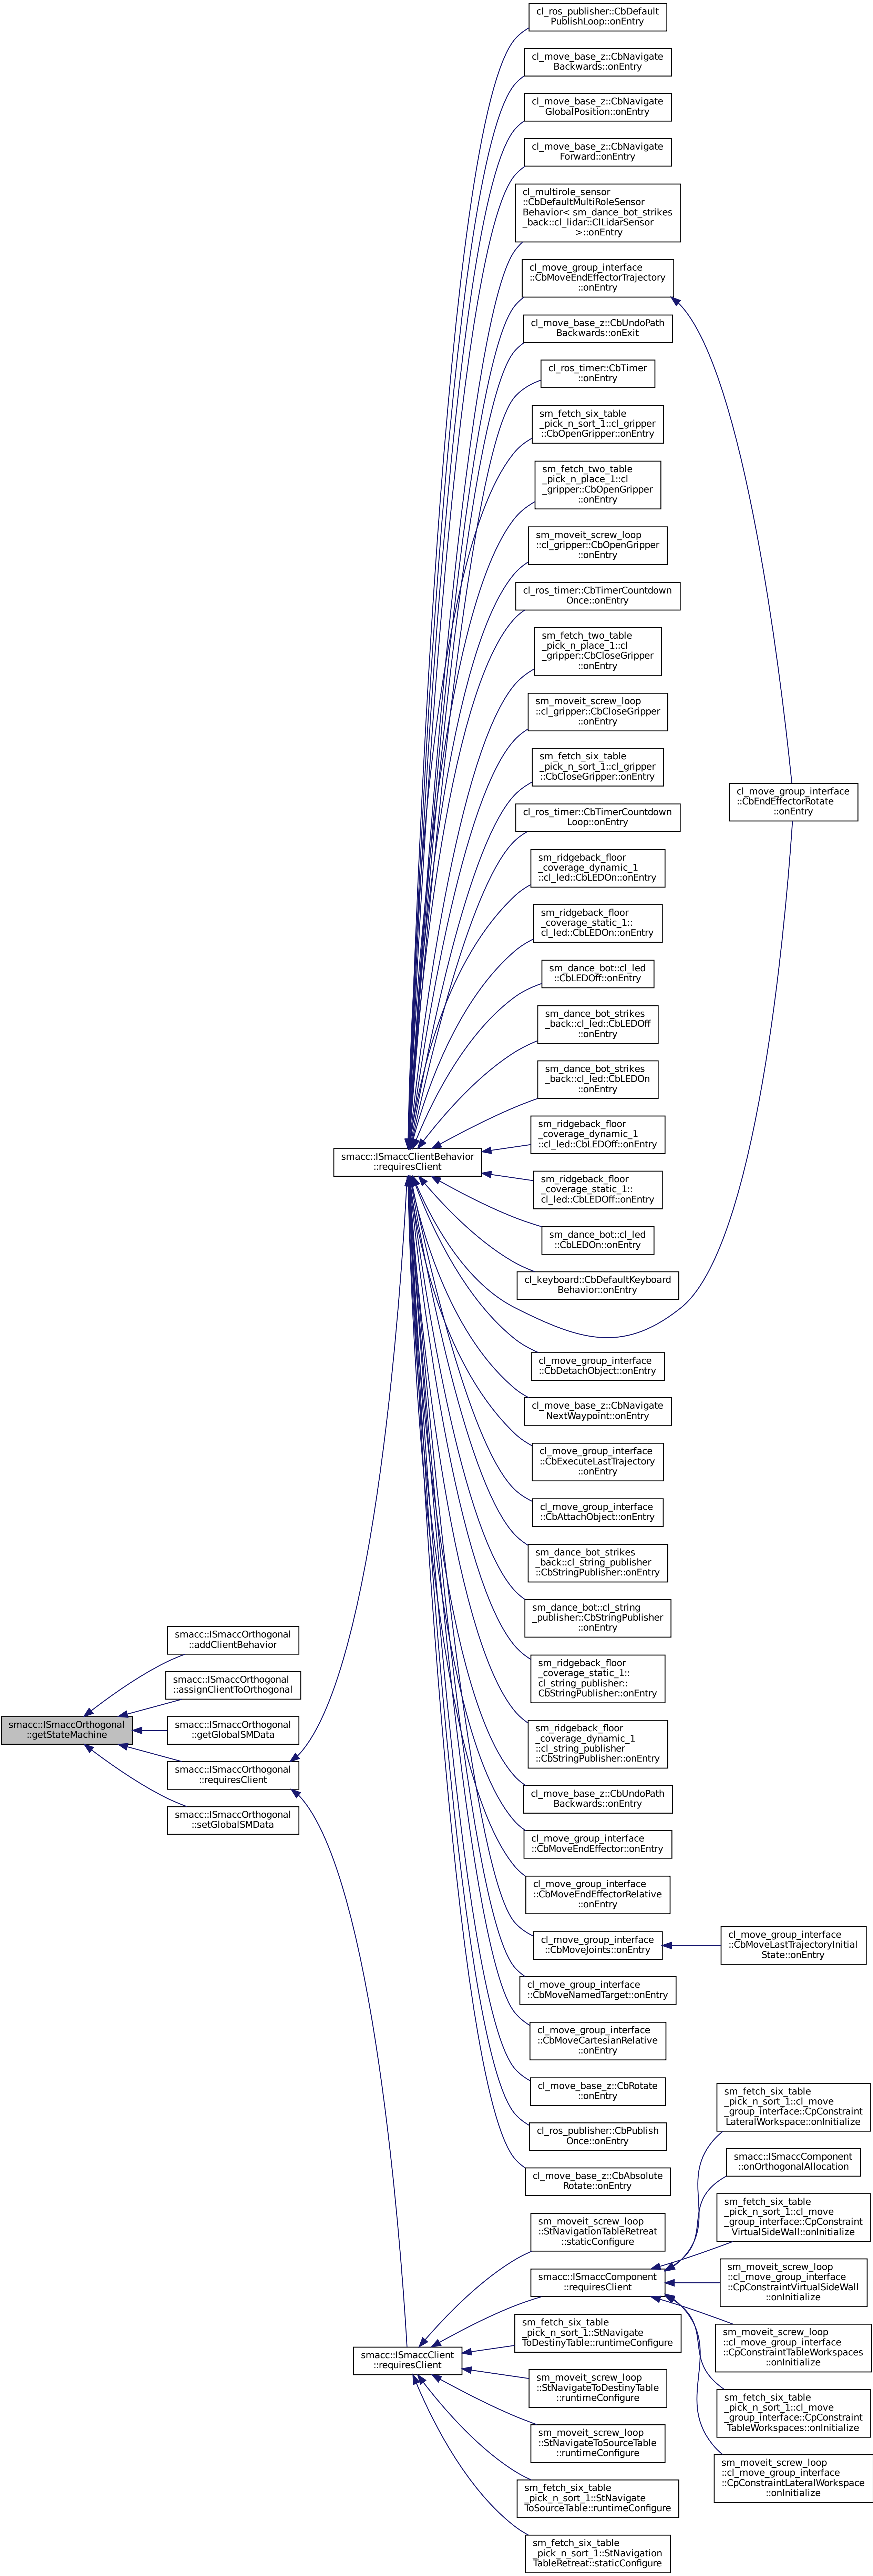 cl_ros_publisher::CbDefault
PublishLoop::onEntry
cl_move_base_z::CbNavigate
Backwards::onEntry
cl_move_base_z::CbNavigate
GlobalPosition::onEntry
cl_move_base_z::CbNavigate
Forward::onEntry
cl_multirole_sensor
::CbDefaultMultiRoleSensor
Behavior< sm_dance_bot_strikes
_back::cl_lidar::ClLidarSensor
>::onEntry
cl_move_group_interface
::CbMoveEndEffectorTrajectory
::onEntry
cl_move_base_z::CbUndoPath
Backwards::onExit
cl_ros_timer::CbTimer
::onEntry
sm_fetch_six_table
_pick_n_sort_1::cl_gripper
::CbOpenGripper::onEntry
sm_fetch_two_table
_pick_n_place_1::cl
_gripper::CbOpenGripper
::onEntry
sm_moveit_screw_loop
::cl_gripper::CbOpenGripper
::onEntry
cl_ros_timer::CbTimerCountdown
Once::onEntry
sm_fetch_two_table
_pick_n_place_1::cl
_gripper::CbCloseGripper
::onEntry
sm_moveit_screw_loop
::cl_gripper::CbCloseGripper
::onEntry
sm_fetch_six_table
_pick_n_sort_1::cl_gripper
::CbCloseGripper::onEntry
cl_move_group_interface
::CbEndEffectorRotate
::onEntry
cl_ros_timer::CbTimerCountdown
Loop::onEntry
sm_ridgeback_floor
_coverage_dynamic_1
::cl_led::CbLEDOn::onEntry
sm_ridgeback_floor
_coverage_static_1::
cl_led::CbLEDOn::onEntry
sm_dance_bot::cl_led
::CbLEDOff::onEntry
sm_dance_bot_strikes
_back::cl_led::CbLEDOff
::onEntry
sm_dance_bot_strikes
_back::cl_led::CbLEDOn
::onEntry
sm_ridgeback_floor
_coverage_dynamic_1
::cl_led::CbLEDOff::onEntry
smacc::ISmaccClientBehavior
::requiresClient
sm_ridgeback_floor
_coverage_static_1::
cl_led::CbLEDOff::onEntry
sm_dance_bot::cl_led
::CbLEDOn::onEntry
cl_keyboard::CbDefaultKeyboard
Behavior::onEntry
cl_move_group_interface
::CbDetachObject::onEntry
cl_move_base_z::CbNavigate
NextWaypoint::onEntry
cl_move_group_interface
::CbExecuteLastTrajectory
::onEntry
cl_move_group_interface
::CbAttachObject::onEntry
sm_dance_bot_strikes
_back::cl_string_publisher
::CbStringPublisher::onEntry
sm_dance_bot::cl_string
_publisher::CbStringPublisher
::onEntry
sm_ridgeback_floor
_coverage_static_1::
cl_string_publisher::
CbStringPublisher::onEntry
sm_ridgeback_floor
_coverage_dynamic_1
::cl_string_publisher
::CbStringPublisher::onEntry
smacc::ISmaccOrthogonal
::addClientBehavior
smacc::ISmaccOrthogonal
::assignClientToOrthogonal
smacc::ISmaccOrthogonal
::getStateMachine
smacc::ISmaccOrthogonal
::getGlobalSMData
smacc::ISmaccOrthogonal
::requiresClient
smacc::ISmaccOrthogonal
::setGlobalSMData
cl_move_base_z::CbUndoPath
Backwards::onEntry
cl_move_group_interface
::CbMoveEndEffector::onEntry
cl_move_group_interface
::CbMoveEndEffectorRelative
::onEntry
cl_move_group_interface
::CbMoveJoints::onEntry
cl_move_group_interface
::CbMoveLastTrajectoryInitial
State::onEntry
cl_move_group_interface
::CbMoveNamedTarget::onEntry
cl_move_group_interface
::CbMoveCartesianRelative
::onEntry
cl_move_base_z::CbRotate
::onEntry
cl_ros_publisher::CbPublish
Once::onEntry
cl_move_base_z::CbAbsolute
Rotate::onEntry
sm_fetch_six_table
_pick_n_sort_1::cl_move
_group_interface::CpConstraint
LateralWorkspace::onInitialize
smacc::ISmaccComponent
::onOrthogonalAllocation
sm_fetch_six_table
_pick_n_sort_1::cl_move
_group_interface::CpConstraint
VirtualSideWall::onInitialize
sm_moveit_screw_loop
::StNavigationTableRetreat
::staticConfigure
smacc::ISmaccComponent
::requiresClient
sm_moveit_screw_loop
::cl_move_group_interface
::CpConstraintVirtualSideWall
::onInitialize
sm_fetch_six_table
_pick_n_sort_1::StNavigate
ToDestinyTable::runtimeConfigure
sm_moveit_screw_loop
::cl_move_group_interface
::CpConstraintTableWorkspaces
::onInitialize
smacc::ISmaccClient
::requiresClient
sm_moveit_screw_loop
::StNavigateToDestinyTable
::runtimeConfigure
sm_fetch_six_table
_pick_n_sort_1::cl_move
_group_interface::CpConstraint
TableWorkspaces::onInitialize
sm_moveit_screw_loop
::StNavigateToSourceTable
::runtimeConfigure
sm_moveit_screw_loop
::cl_move_group_interface
::CpConstraintLateralWorkspace
::onInitialize
sm_fetch_six_table
_pick_n_sort_1::StNavigate
ToSourceTable::runtimeConfigure
sm_fetch_six_table
_pick_n_sort_1::StNavigation
TableRetreat::staticConfigure